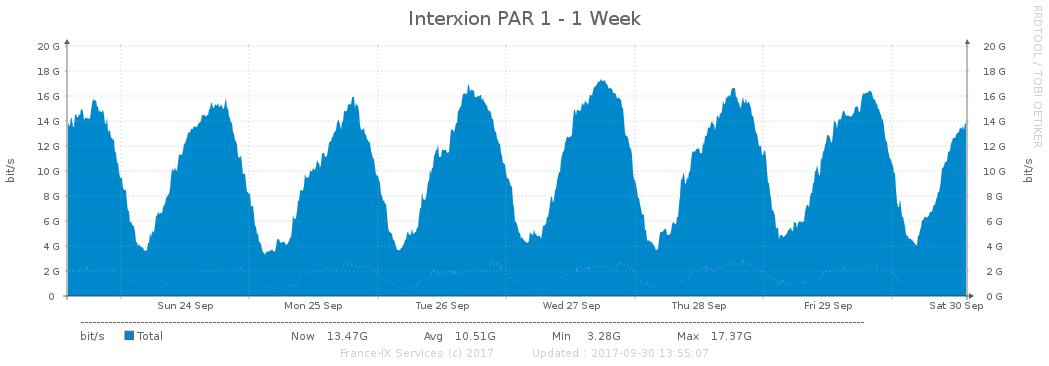 Interxion PAR 1 - 1 Week
RRDTOOL / TOBI OETIKER
bit/s
20 G 20 G
18 G 18 G
16 G 16 G
14 G 14 G
12 G 12 G
10 G 10 G
8 G 8 G
6 G 6 G
4 G 4 G
2 G 2 G
0 0 G
bit/s
Sun 24 Sep Mon 25 Sep Tue 26 Sep Wed 27 Sep Thu 28 Sep Fri 29 Sep Sat 30 Sep
bit/s Total Now 13.47G Avg 10.51G Min 3.28G Max 17.37G
France-IX Services (c) 2017 Updated : 2017-09-30 13:55:07